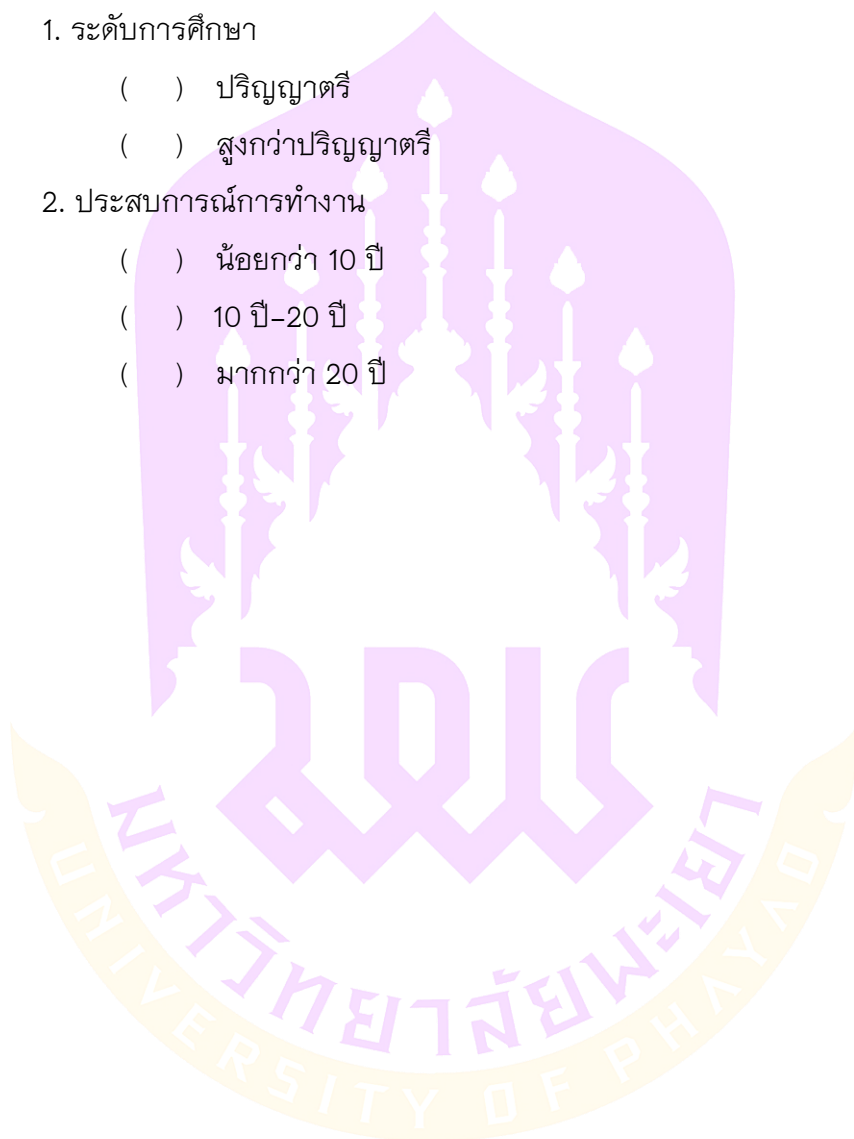 1. ระดับการศึกษา
(    ) ปริญญาตรี
(    ) สูงกว่าปริญญาตรี
2. ประสบการณ์การทำงาน
(    ) น้อยกว่า 10 ปี
(    ) 10 ปี–20 ปี
(    ) มากกว่า 20 ปี
มพย
มหาวิทยาลัยพะเยา
UNIVERSITY OF PHAYAO